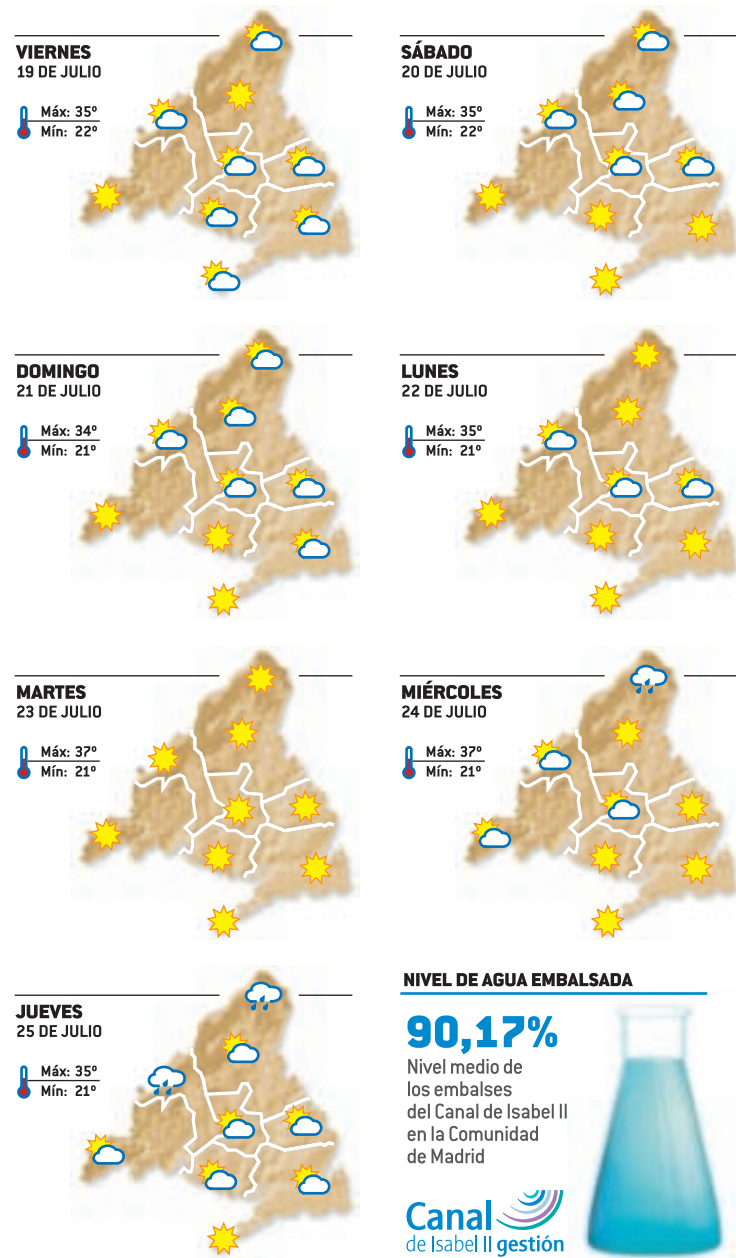 VIERNES
19 DE JULIO
Máx: 35º
Mín: 22º
SÁBADO
20 DE JULIO
Máx: 35º
Mín: 22º
DOMINGO
21 DE JULIO
Máx: 34º
Mín: 21º
LUNES
22 DE JULIO
Máx: 35º
Mín: 21º
MARTES
23 DE JULIO
Máx: 37º
Mín: 21º
MIÉRCOLES
24 DE JULIO
Máx: 37º
Mín: 21º
JUEVES
25 DE JULIO
Máx: 35º
Mín: 21º
NIVEL DE AGUA EMBALSADA
90,17%
Nivel medio de
los embalses
del Canal de Isabel II
en la Comunidad
de Madrid
Canal
de Isabel II gestión